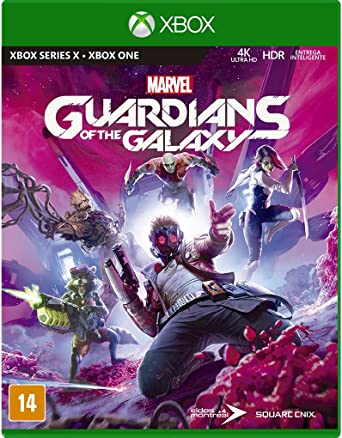 XBOX
XBOX SERIES X • XBOX ONE
4K
ULTRA HD
HDR
ENTREGA
INTELIGENTE
MARVEL
GUARDIANS
OF THE
GALAXY
14
eidos
montréal
SQUARE ENIX